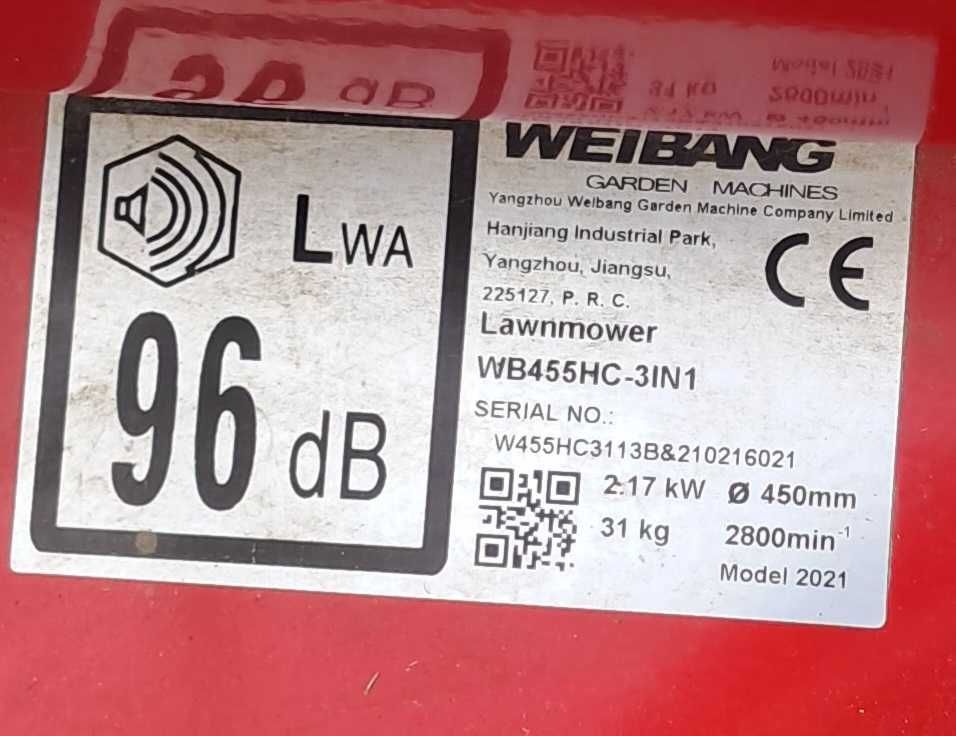 LWA
96 dB
WEIBANG
GARDEN MACHINES
Yangzhou Weibang Garden Machine Company Limited
Hanjiang Industrial Park,
Yangzhou, Jiangsu,
225127, P. R. C.
CE
Lawnmower
WB455HC-3IN1
SERIAL NO.:
W455HC3113B&210216021
2.17 kW Ø 450mm
31 kg 2800min⁻¹
Model 2021